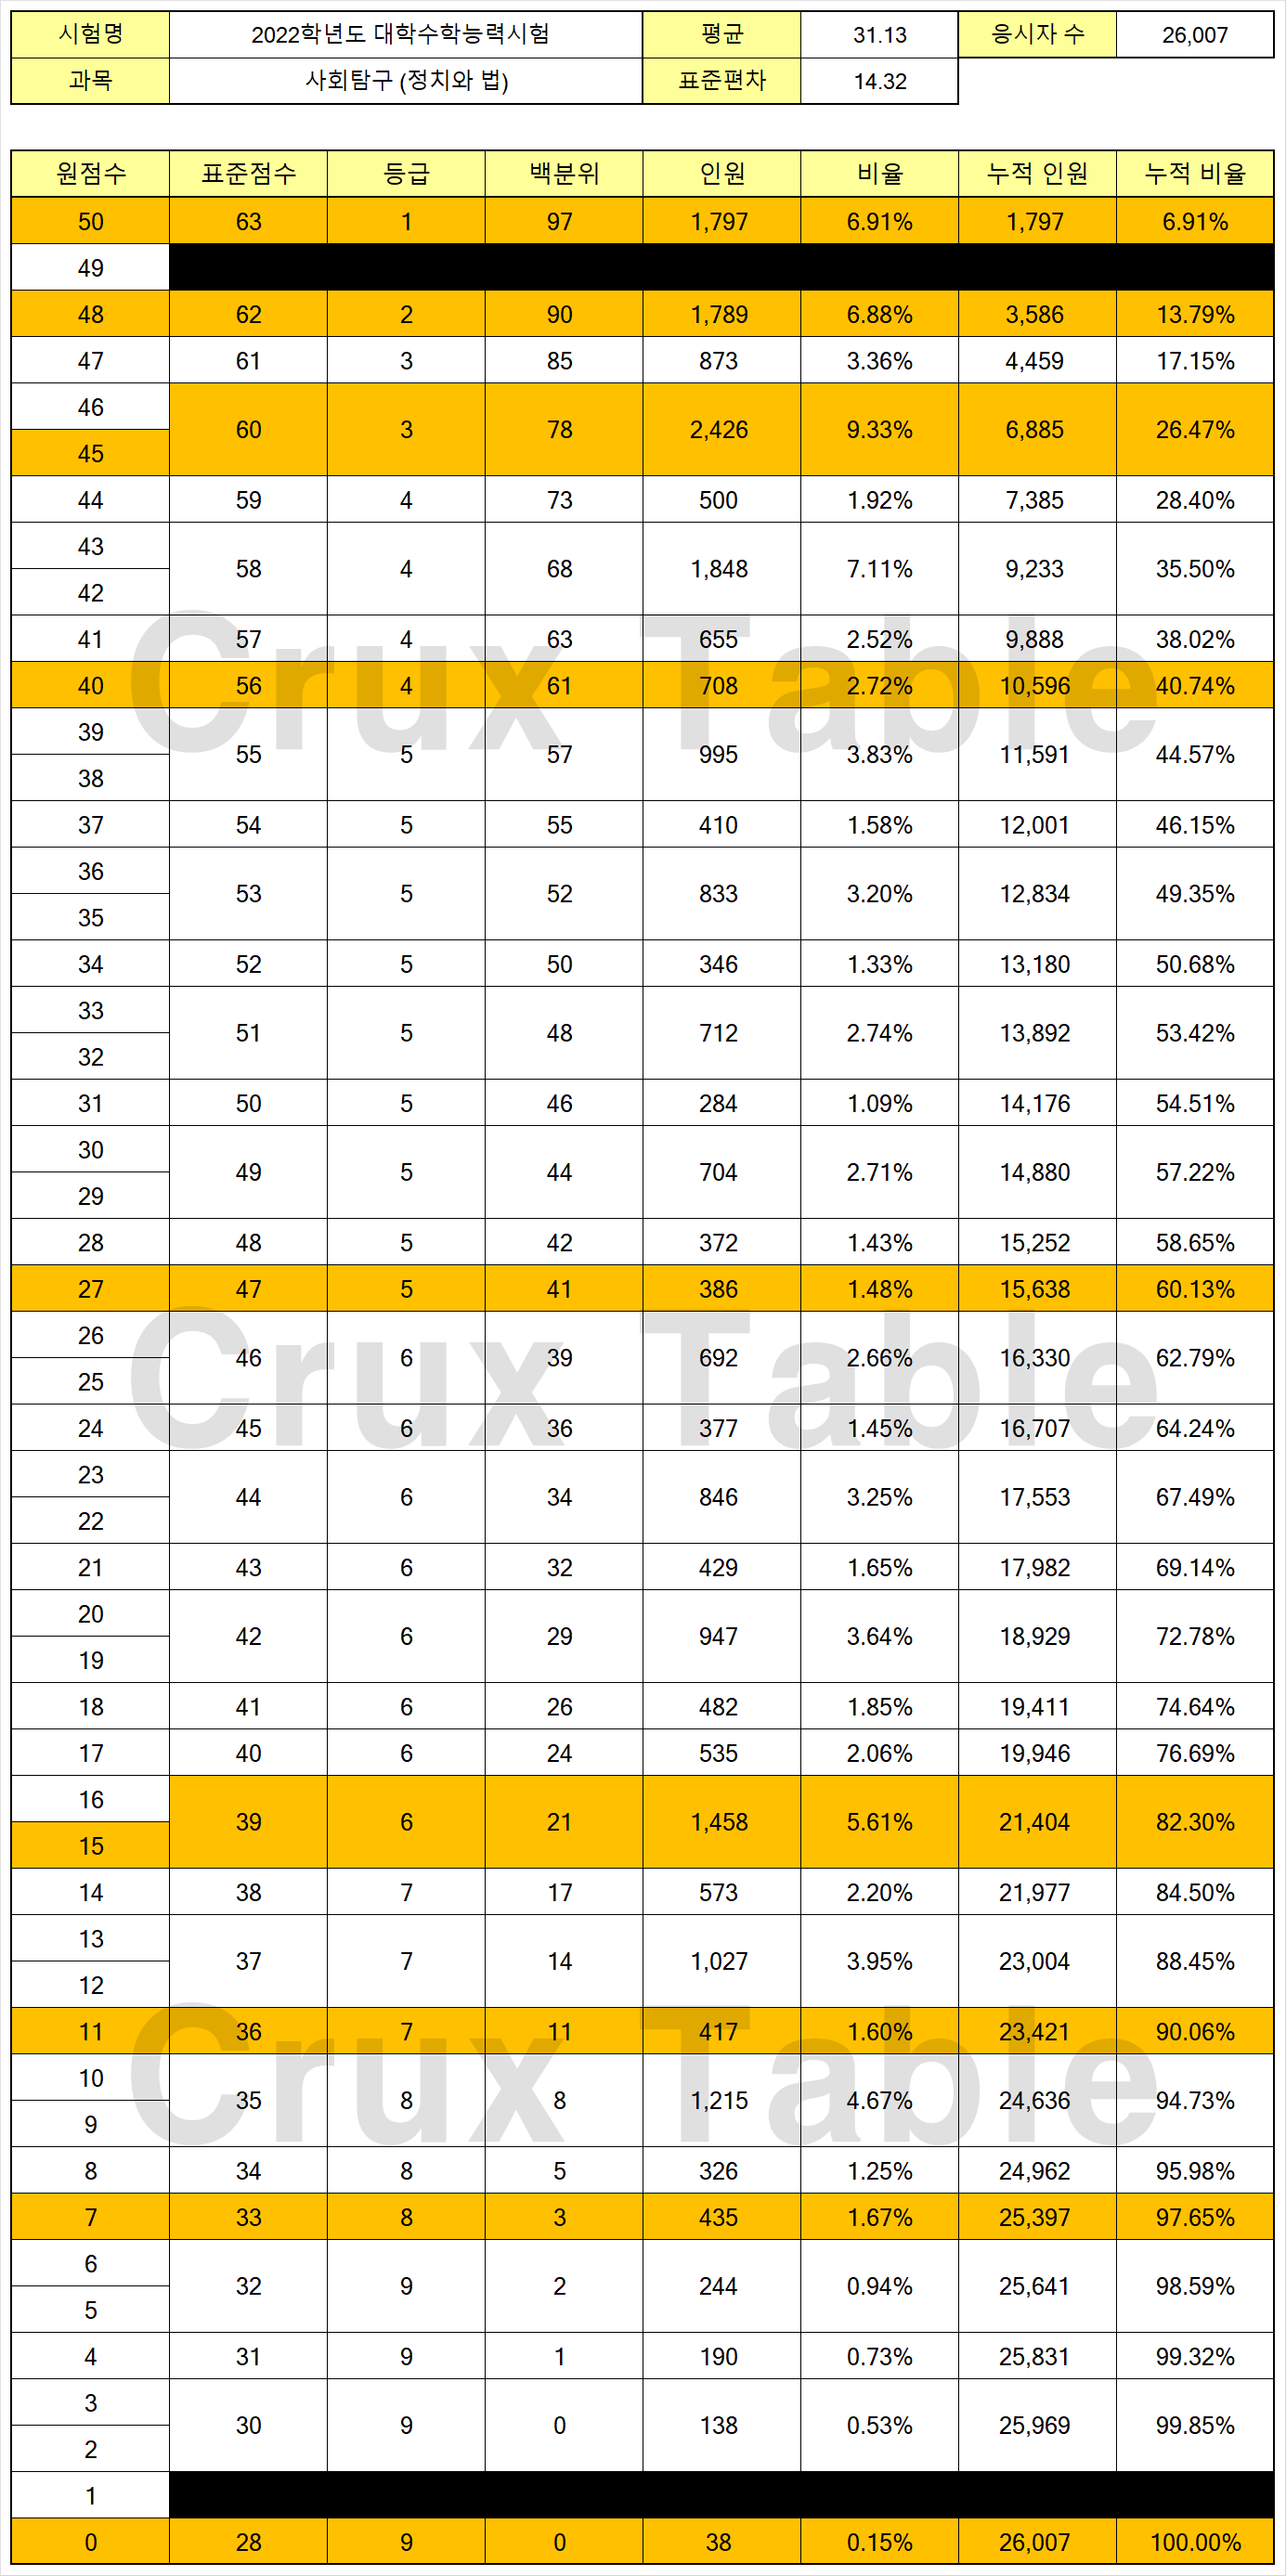 시험명 2022학년도 대학수학능력시험 평균 31.13 응시자 수 26,007
과목 사회탐구 (정치와 법) 표준편차 14.32
원점수 표준점수 등급 백분위 인원 비율 누적 인원 누적 비율
50 63 1 97 1,797 6.91% 1,797 6.91%
49
48 62 2 90 1,789 6.88% 3,586 13.79%
47 61 3 85 873 3.36% 4,459 17.15%
46
60 3 78 2,426 9.33% 6,885 26.47%
45
44 59 4 73 500 1.92% 7,385 28.40%
43
58 4 68 1,848 7.11% 9,233 35.50%
42
41 57 4 63 655 2.52% 9,888 38.02%
Crux Table
40 56 4 61 708 2.72% 10,596 40.74%
39
55 5 57 995 3.83% 11,591 44.57%
38
37 54 5 55 410 1.58% 12,001 46.15%
36
53 5 52 833 3.20% 12,834 49.35%
35
34 52 5 50 346 1.33% 13,180 50.68%
33
51 5 48 712 2.74% 13,892 53.42%
32
31 50 5 46 284 1.09% 14,176 54.51%
30
49 5 44 704 2.71% 14,880 57.22%
29
28 48 5 42 372 1.43% 15,252 58.65%
27 47 5 41 386 1.48% 15,638 60.13%
26
46 6 39 692 2.66% 16,330 62.79%
25
Crux Table
24 45 6 36 377 1.45% 16,707 64.24%
23
44 6 34 846 3.25% 17,553 67.49%
22
21 43 6 32 429 1.65% 17,982 69.14%
20
42 6 29 947 3.64% 18,929 72.78%
19
18 41 6 26 482 1.85% 19,411 74.64%
17 40 6 24 535 2.06% 19,946 76.69%
16
39 6 21 1,458 5.61% 21,404 82.30%
15
14 38 7 17 573 2.20% 21,977 84.50%
13
37 7 14 1,027 3.95% 23,004 88.45%
12
11 36 7 11 417 1.60% 23,421 90.06%
Crux Table
10
35 8 8 1,215 4.67% 24,636 94.73%
9
8 34 8 5 326 1.25% 24,962 95.98%
7 33 8 3 435 1.67% 25,397 97.65%
6
32 9 2 244 0.94% 25,641 98.59%
5
4 31 9 1 190 0.73% 25,831 99.32%
3
30 9 0 138 0.53% 25,969 99.85%
2
1
0 28 9 0 38 0.15% 26,007 100.00%